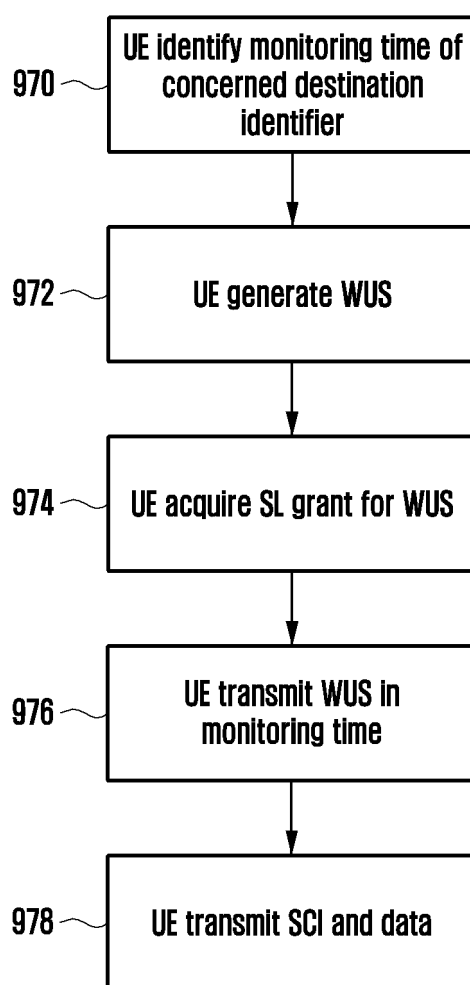 970
UE identify monitoring time of
concerned destination
identifier
972
UE generate WUS
974
UE acquire SL grant for WUS
976
UE transmit WUS in
monitoring time
978
UE transmit SCI and data